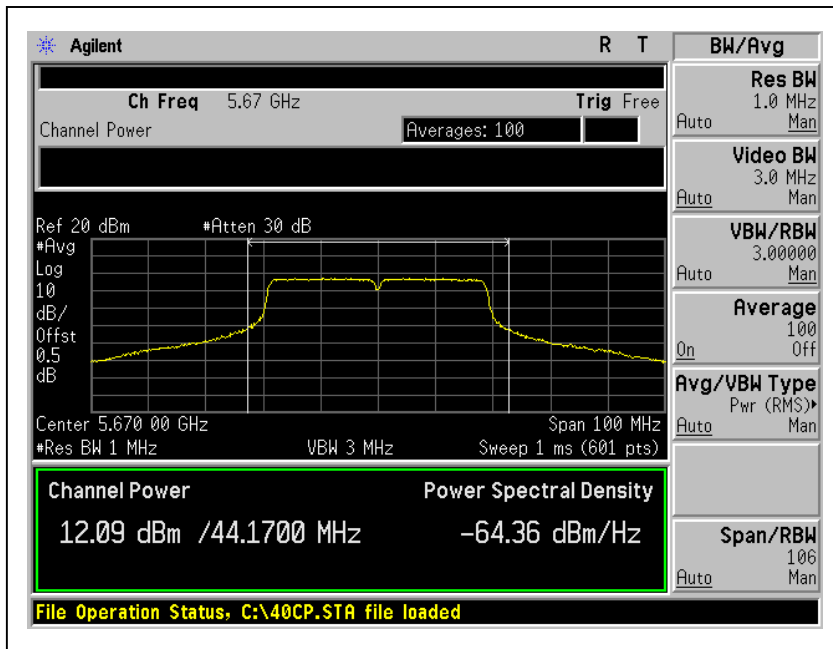 Agilent R T
Ch Freq 5.67 GHz Trig Free
Channel Power Averages: 100
Ref 20 dBm #Atten 30 dB
#Avg
Log
10
dB/
Offst
0.5
dB
Center 5.670 00 GHz Span 100 MHz
#Res BW 1 MHz VBW 3 MHz Sweep 1 ms (601 pts)
Channel Power Power Spectral Density
12.09 dBm /44.1700 MHz -64.36 dBm/Hz
File Operation Status, C:\40CP.STA file loaded
BW/Avg
Res BW
1.0 MHz
Auto Man
Video BW
3.0 MHz
Auto Man
VBW/RBW
3.00000
Auto Man
Average
100
On Off
Avg/VBW Type
Pwr (RMS)▸
Auto Man
Span/RBW
106
Auto Man